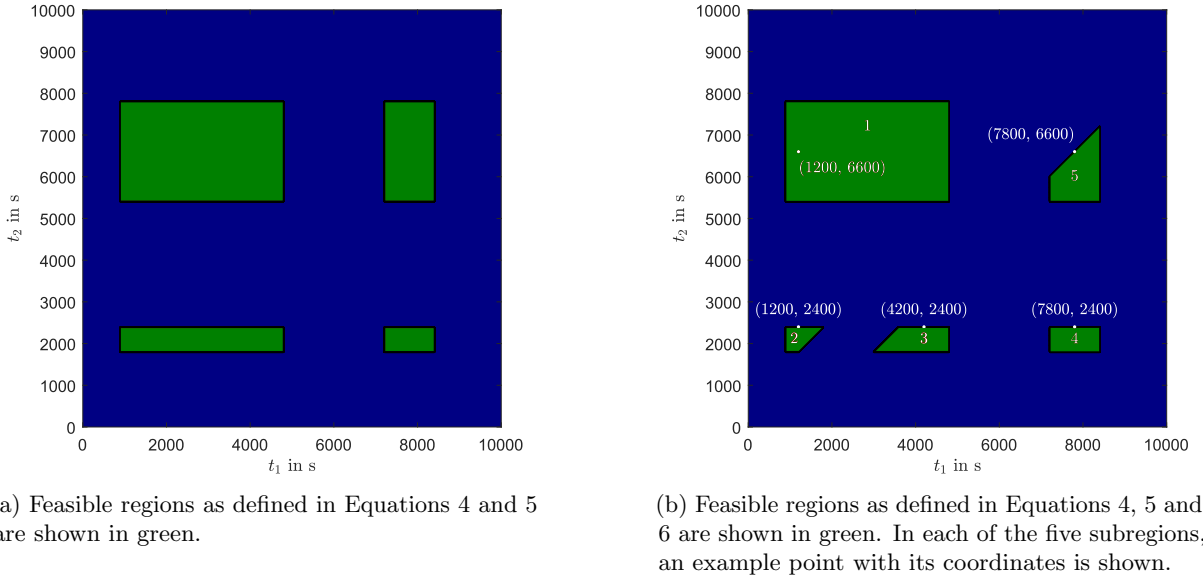 10000
9000
8000
7000
6000
5000
4000
3000
2000
1000
0
t2 in s
0 2000 4000 6000 8000 10000
t1 in s
a) Feasible regions as defined in Equations 4 and 5
are shown in green.
10000
9000
8000
7000
6000
5000
4000
3000
2000
1000
0
t2 in s
1
(1200, 6600)
(7800, 6600)
5
(1200, 2400) (4200, 2400) (7800, 2400)
2 3 4
0 2000 4000 6000 8000 10000
t1 in s
(b) Feasible regions as defined in Equations 4, 5 and
6 are shown in green. In each of the five subregions,
an example point with its coordinates is shown.